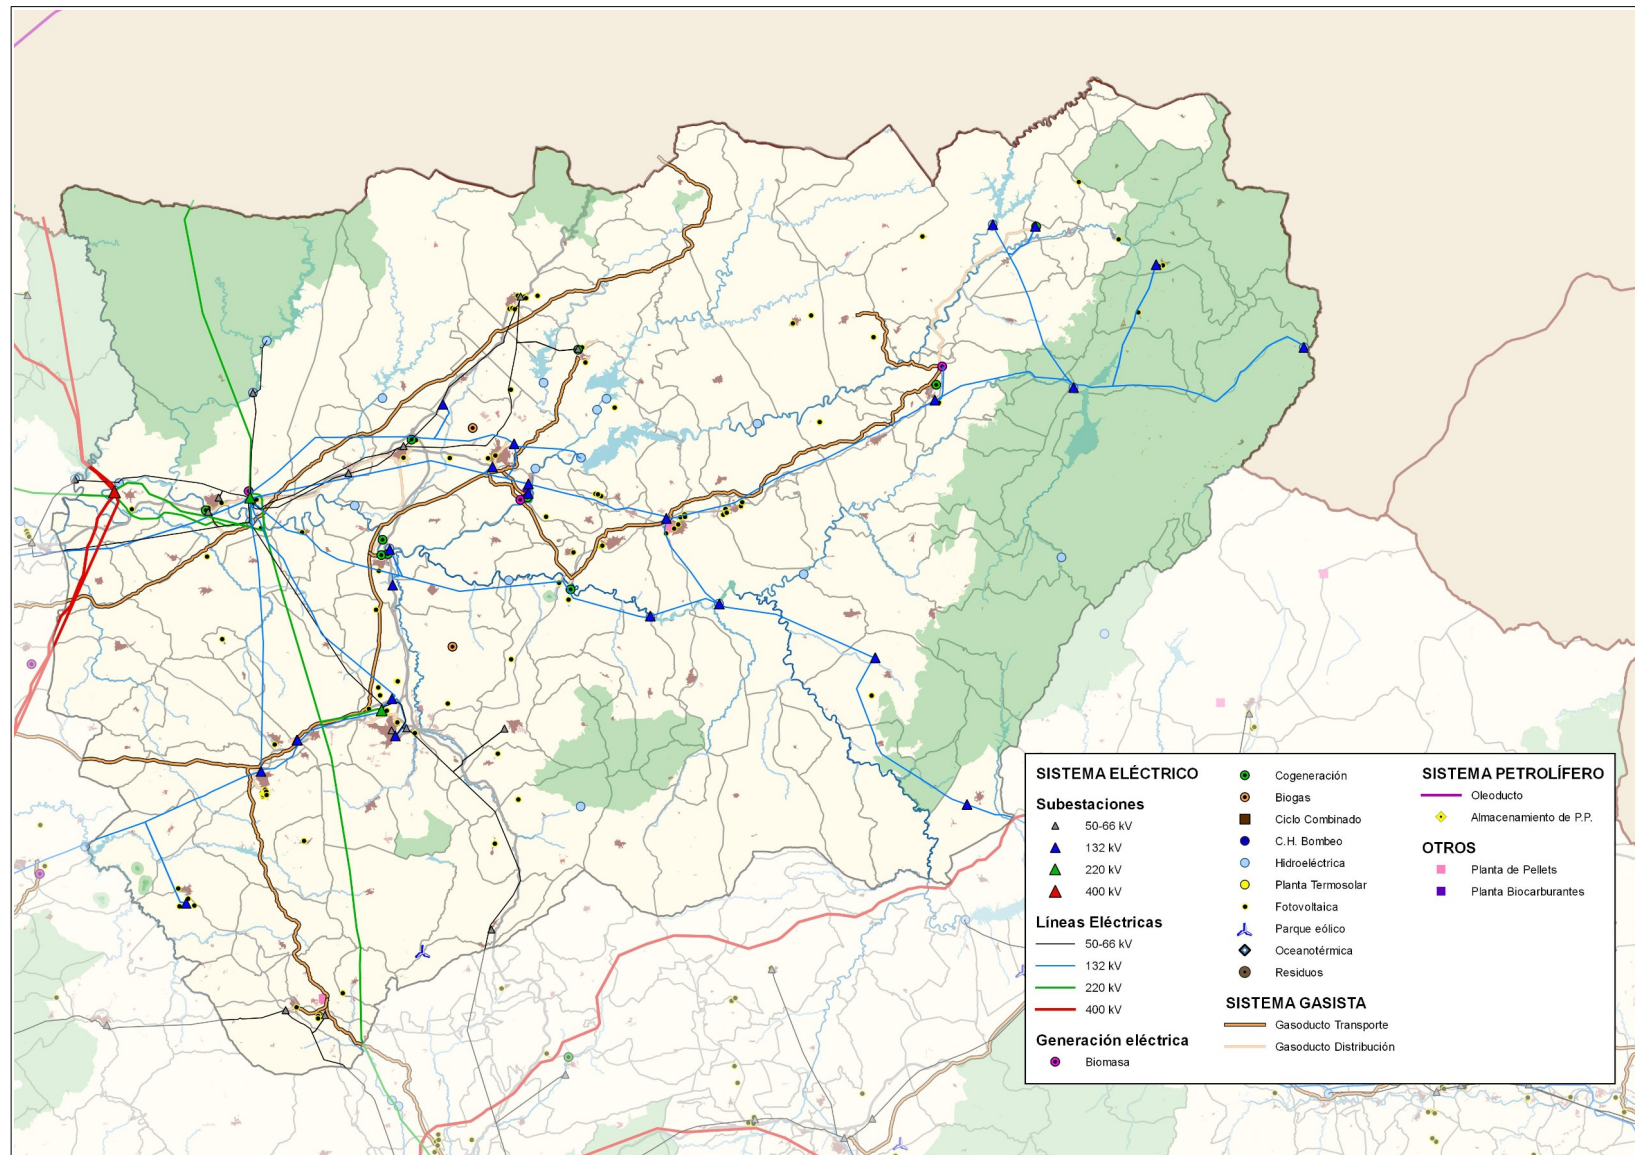 SISTEMA ELÉCTRICO
Subestaciones
50-66 kV
132 kV
220 kV
400 kV
Líneas Eléctricas
50-66 kV
132 kV
220 kV
400 kV
Generación eléctrica
Biomasa
Cogeneración
Biogas
Ciclo Combinado
C.H. Bombeo
Hidroeléctrica
Planta Termosolar
Fotovoltaica
Parque eólico
Oceanotérmica
Residuos
SISTEMA GASISTA
Gasoducto Transporte
Gasoducto Distribución
SISTEMA PETROLÍFERO
Oleoducto
Almacenamiento de P.P.
OTROS
Planta de Pellets
Planta Biocarburantes